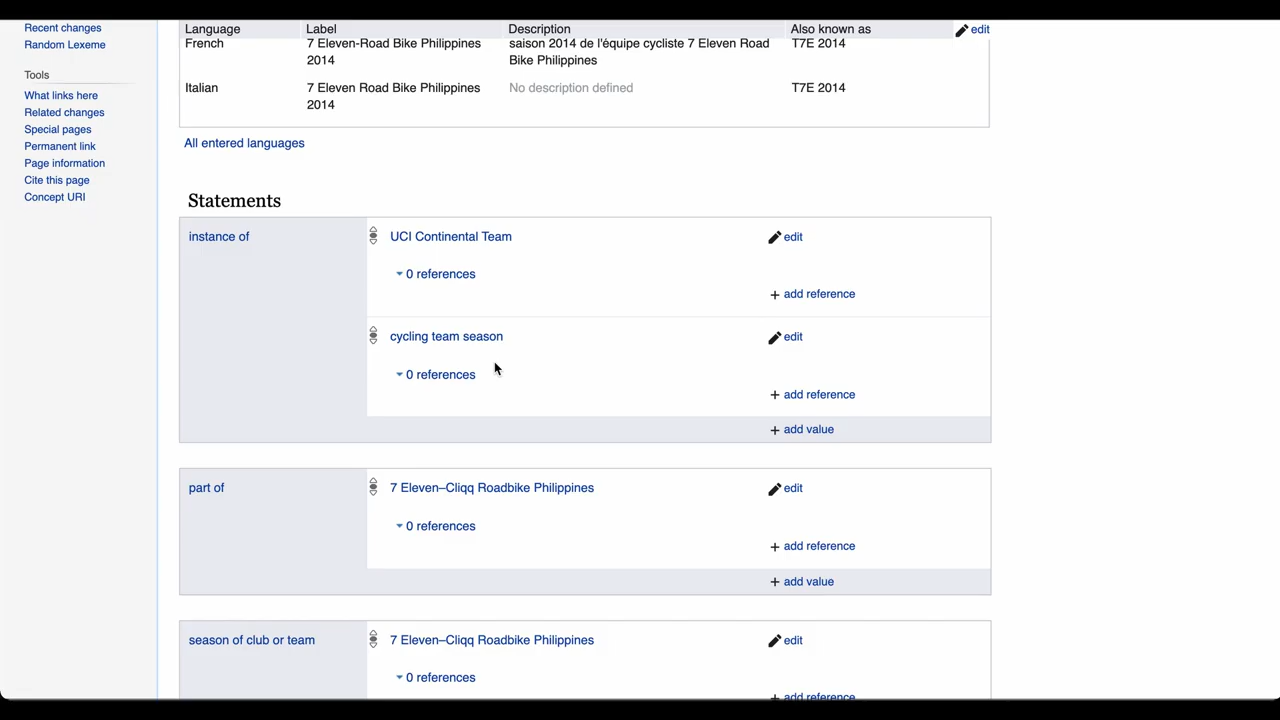 Recent changes
Random Lexeme
Tools
What links here
Related changes
Special pages
Permanent link
Page information
Cite this page
Concept URI
Language Label Description Also known as edit
French 7 Eleven-Road Bike Philippines saison 2014 de l'équipe cycliste 7 Eleven Road T7E 2014
2014 Bike Philippines
Italian 7 Eleven Road Bike Philippines No description defined T7E 2014
2014
All entered languages
Statements
instance of UCI Continental Team edit
0 references
+ add reference
cycling team season edit
0 references
+ add reference
+ add value
part of 7 Eleven–Cliqq Roadbike Philippines edit
0 references
+ add reference
+ add value
season of club or team 7 Eleven–Cliqq Roadbike Philippines edit
0 references
+ add reference